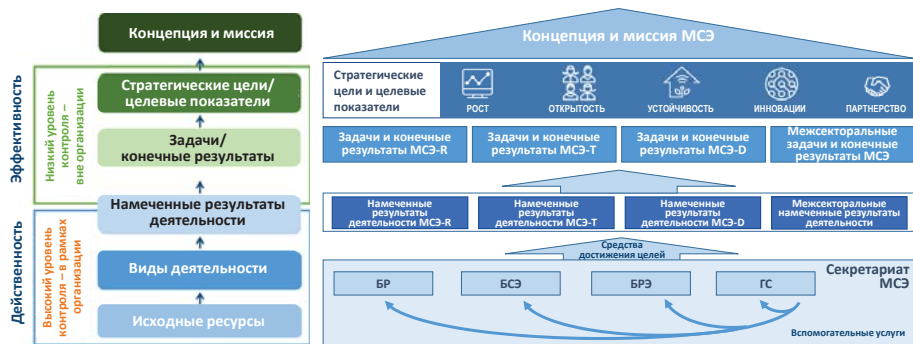 Эффективность
Действенность
Низкий уровень
контроля –
вне организации
Высокий уровень
контроля – в рамках
организации
Концепция и миссия
Стратегические цели/
целевые показатели
Задачи/
конечные результаты
Намеченные результаты
деятельности
Виды деятельности
Исходные ресурсы
Концепция и миссия МСЭ
Стратегические
цели и целевые
показатели
РОСТ
ОТКРЫТОСТЬ
УСТОЙЧИВОСТЬ
ИННОВАЦИИ
ПАРТНЕРСТВО
Задачи и конечные
результаты МСЭ-R
Задачи и конечные
результаты МСЭ-T
Задачи и конечные
результаты МСЭ-D
Межсекторальные
задачи и конечные
результаты МСЭ
Намеченные
результаты
деятельности МСЭ-R
Намеченные
результаты
деятельности МСЭ-T
Намеченные
результаты
деятельности МСЭ-D
Межсекторальные
намеченные результаты
деятельности
Средства
достижения целей
Секретариат
МСЭ
БР
БСЭ
БРЭ
ГС
Вспомогательные услуги